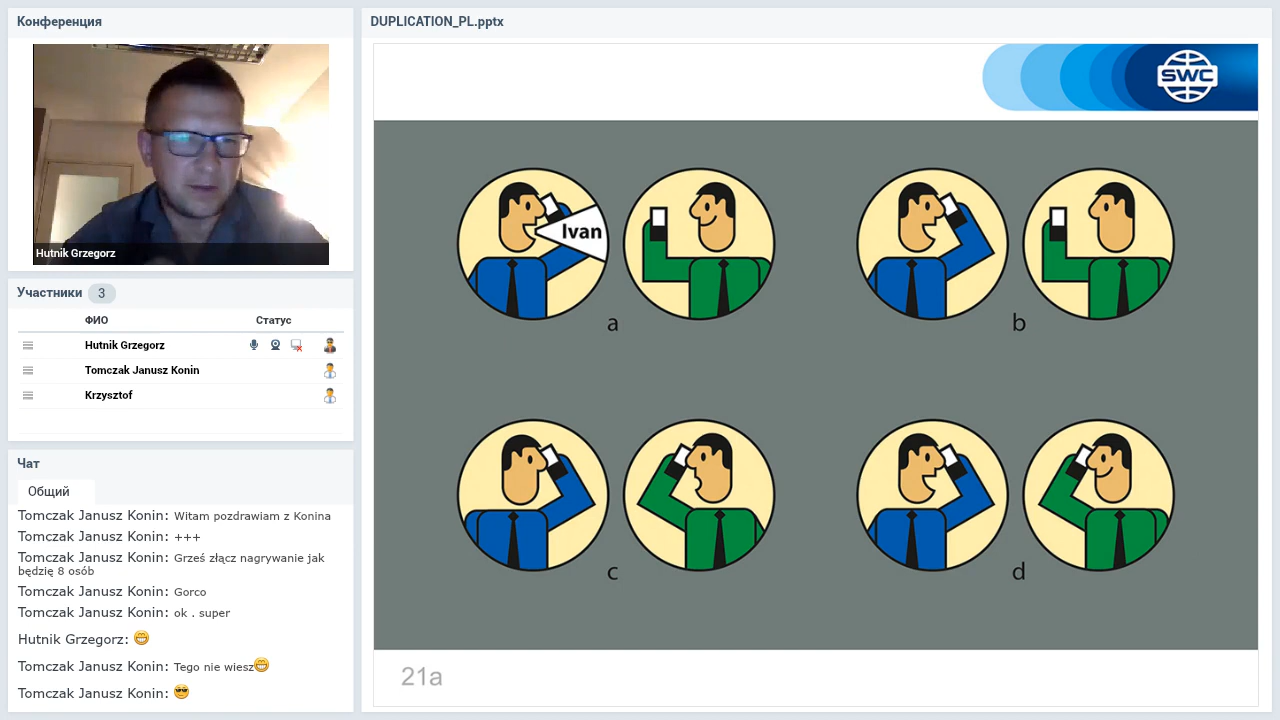 Конференция
Hutnik Grzegorz
Участники 3
ФИО Статус
Hutnik Grzegorz
Tomczak Janusz Konin
Krzysztof
Чат
Общий
Tomczak Janusz Konin: Witam pozdrawiam z Konina
Tomczak Janusz Konin: +++
Tomczak Janusz Konin: Grześ złącz nagrywanie jak
będzię 8 osób
Tomczak Janusz Konin: Gorco
Tomczak Janusz Konin: ok . super
Hutnik Grzegorz: 😁
Tomczak Janusz Konin: Tego nie wiesz😁
Tomczak Janusz Konin: 😎
DUPLICATION_PL.pptx
SWC
Ivan
a
b
c
d
21a